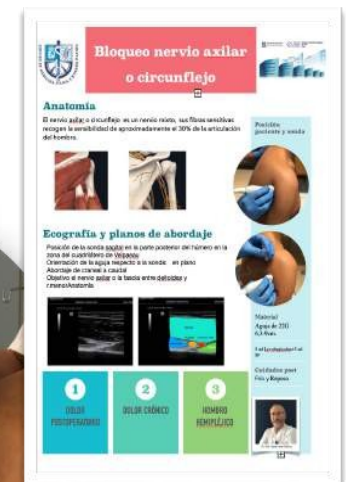 Bloqueo nervio axilar
o circunflejo
Anatomía
El nervio axilar o circunflejo es un nervio mixto, sus fibras sensitivas
recogen la sensibilidad de aproximadamente el 30% de la articulación
del hombro.
Posición
paciente y sonda
Ecografía y planos de abordaje
Posición de la sonda sagital en la parte posterior del húmero en la
zona del cuadrilátero de Velpeau
Orientación de la aguja respecto a la sonda: en plano
Abordaje de craneal a caudal
Objetivo el nervio axilar o la fascia entre deltoides y
Material
Aguja de
Cuidados post
Frío y Reposo
1
DOLOR
POSTOPERATORIO
2
DOLOR CRÓNICO
3
HOMBRO
HEMIPLÉJICO